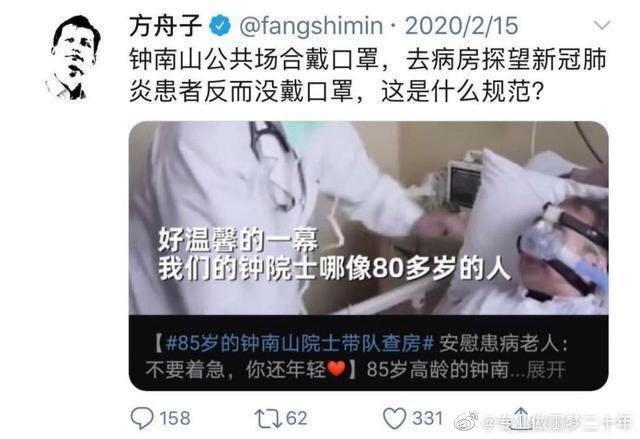 方舟子 @fangshimin · 2020/2/15
钟南山公共场合戴口罩，去病房探望新冠肺
炎患者反而没戴口罩，这是什么规范？
好温馨的一幕
我们的钟院士哪像80多岁的人
【#85岁的钟南山院士带队查房# 安慰患病老人：
不要着急，你还年轻❤】85岁高龄的钟南...展开
158 62 331
@专业做噩梦二十年